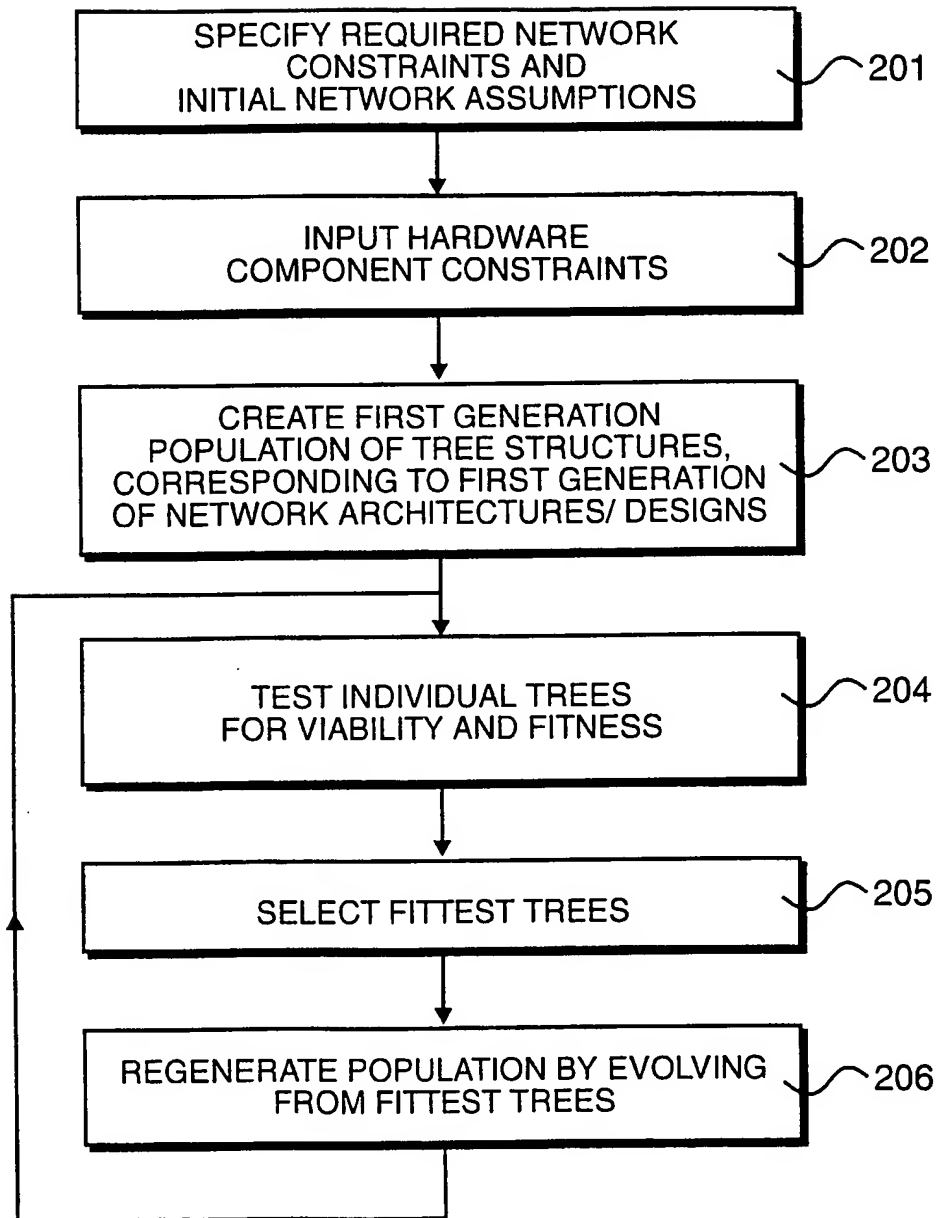 SPECIFY REQUIRED NETWORK
CONSTRAINTS AND
INITIAL NETWORK ASSUMPTIONS
201
INPUT HARDWARE
COMPONENT CONSTRAINTS
202
CREATE FIRST GENERATION
POPULATION OF TREE STRUCTURES,
CORRESPONDING TO FIRST GENERATION
OF NETWORK ARCHITECTURES/ DESIGNS
203
TEST INDIVIDUAL TREES
FOR VIABILITY AND FITNESS
204
SELECT FITTEST TREES
205
REGENERATE POPULATION BY EVOLVING
FROM FITTEST TREES
206